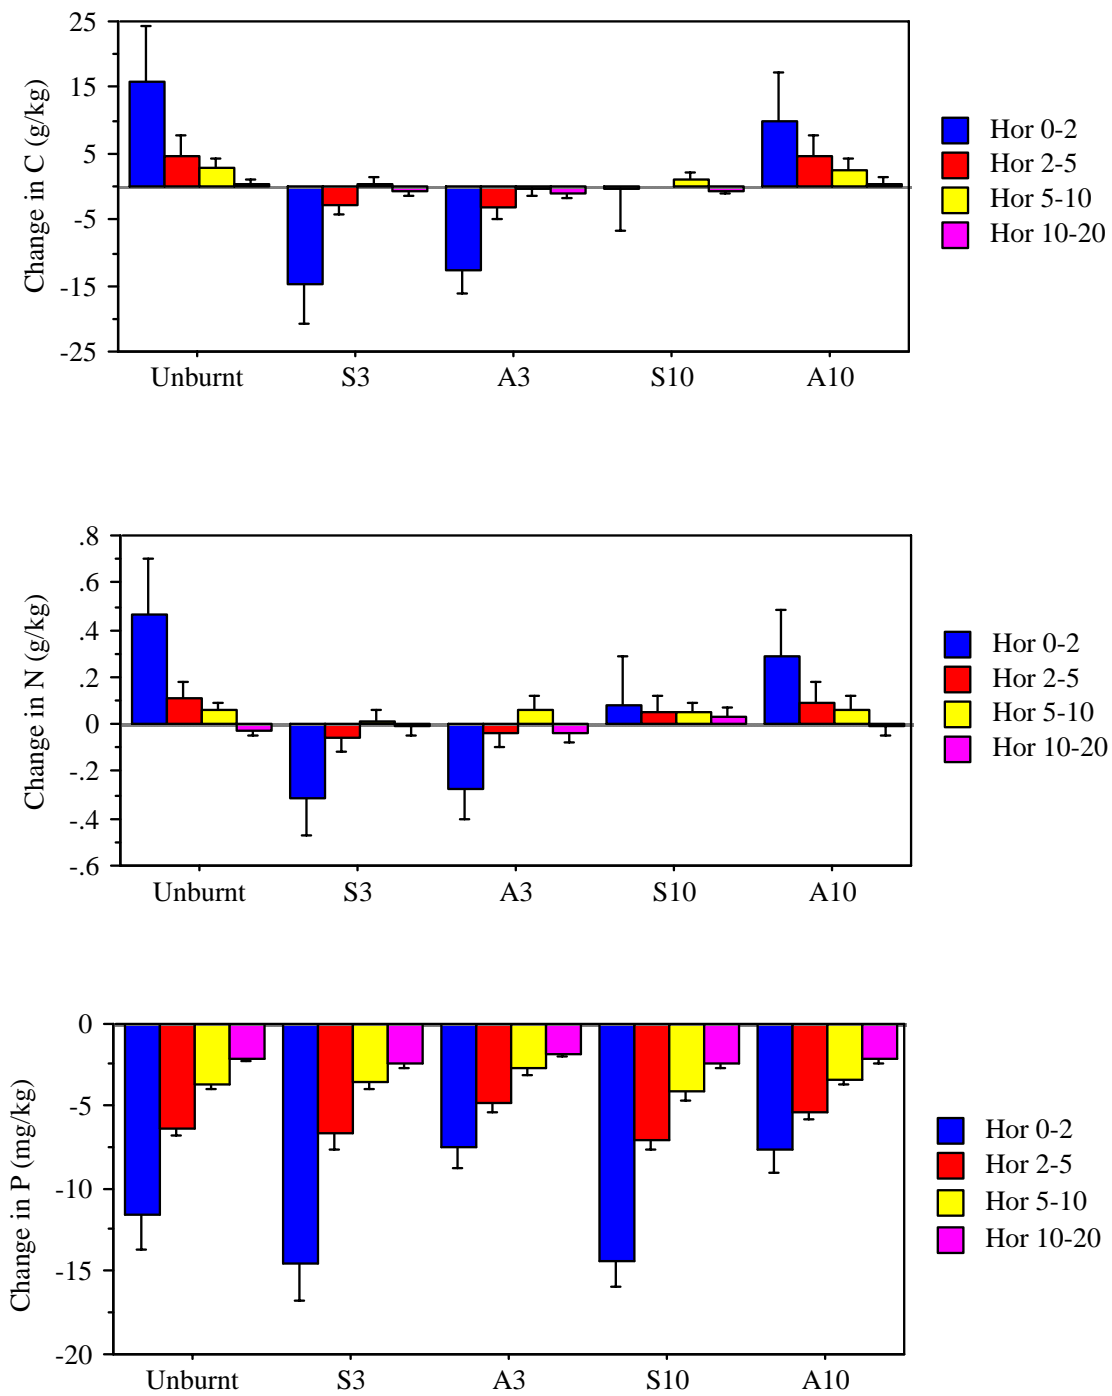 Change in C (g/kg)
25
15
5
-5
-15
-25
Unburnt S3 A3 S10 A10
Hor 0-2
Hor 2-5
Hor 5-10
Hor 10-20
Change in N (g/kg)
.8
.6
.4
.2
0
-.2
-.4
-.6
Unburnt S3 A3 S10 A10
Hor 0-2
Hor 2-5
Hor 5-10
Hor 10-20
Change in P (mg/kg)
0
-5
-10
-15
-20
Unburnt S3 A3 S10 A10
Hor 0-2
Hor 2-5
Hor 5-10
Hor 10-20